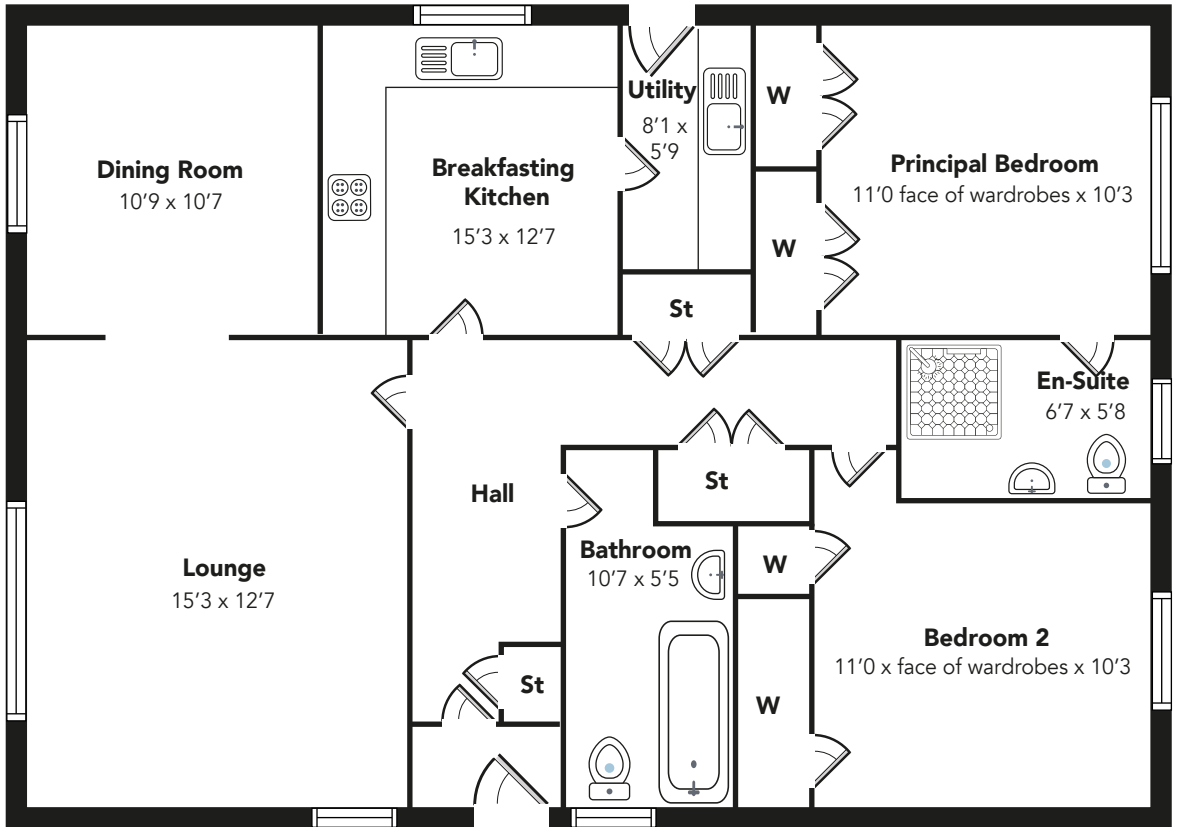 Dining Room
10'9 x 10'7
Breakfasting
Kitchen
15'3 x 12'7
Utility
8'1 x
5'9
W
W
Principal Bedroom
11'0 face of wardrobes x 10'3
St
En-Suite
6'7 x 5'8
Hall
St
Lounge
15'3 x 12'7
Bathroom
10'7 x 5'5
W
Bedroom 2
11'0 x face of wardrobes x 10'3
St
W